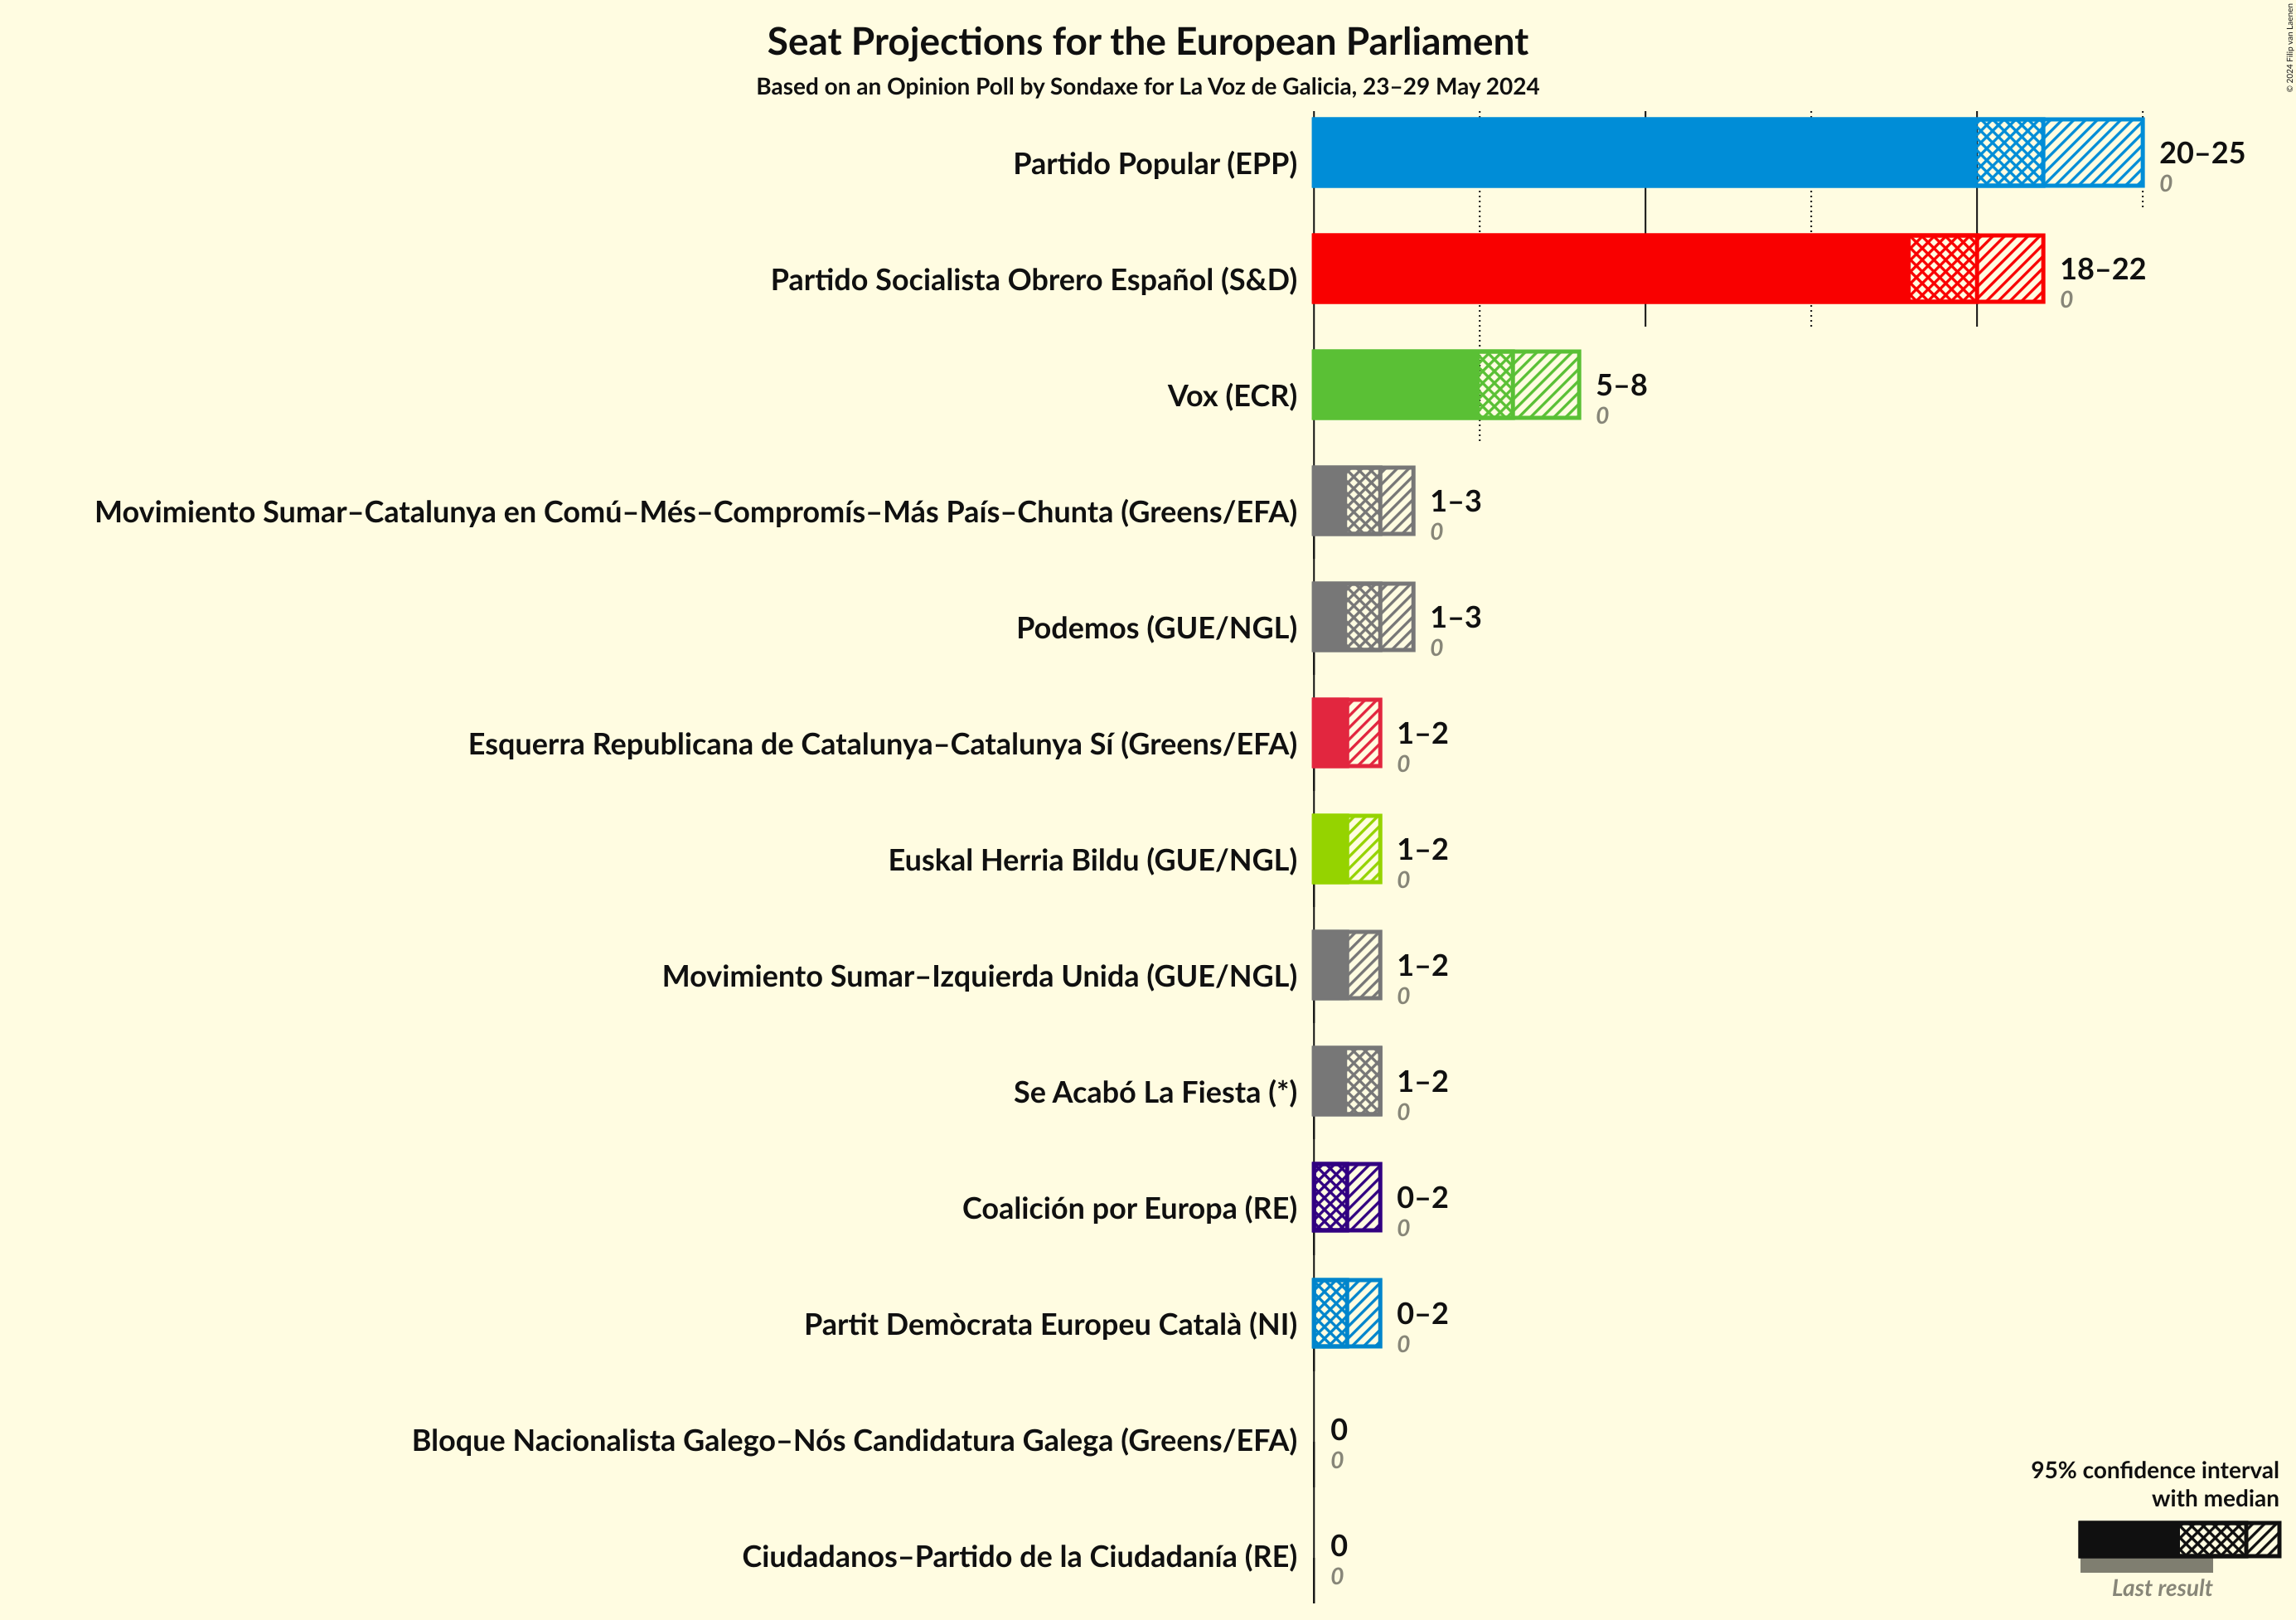 Seat Projections for the European Parliament
Based on an Opinion Poll by Sondaxe for La Voz de Galicia, 23–29 May 2024
© 2024 Filip van Laenen
Partido Popular (EPP)
20–25
0
Partido Socialista Obrero Español (S&D)
18–22
0
Vox (ECR)
5–8
0
Movimiento Sumar–Catalunya en Comú–Més–Compromís–Más País–Chunta (Greens/EFA)
1–3
0
Podemos (GUE/NGL)
1–3
0
Esquerra Republicana de Catalunya–Catalunya Sí (Greens/EFA)
1–2
0
Euskal Herria Bildu (GUE/NGL)
1–2
0
Movimiento Sumar–Izquierda Unida (GUE/NGL)
1–2
0
Se Acabó La Fiesta (*)
1–2
0
Coalición por Europa (RE)
0–2
0
Partit Demòcrata Europeu Català (NI)
0–2
0
Bloque Nacionalista Galego–Nós Candidatura Galega (Greens/EFA)
0
0
Ciudadanos–Partido de la Ciudadanía (RE)
0
0
95% confidence interval
with median
Last result